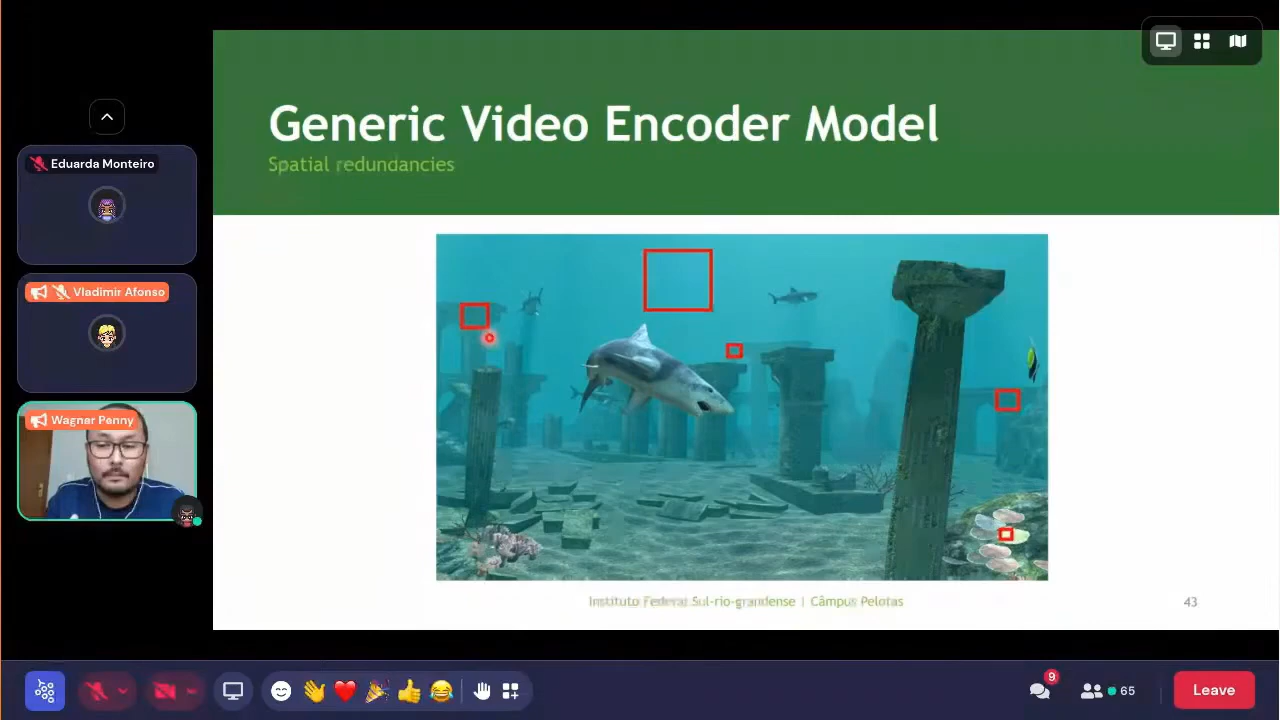 Generic Video Encoder Model
Spatial redundancies
Eduarda Monteiro
Vladimir Afonso
Wagner Penny
Instituto Federal Sul-rio-grandense | Câmpus Pelotas
43
9
65
Leave